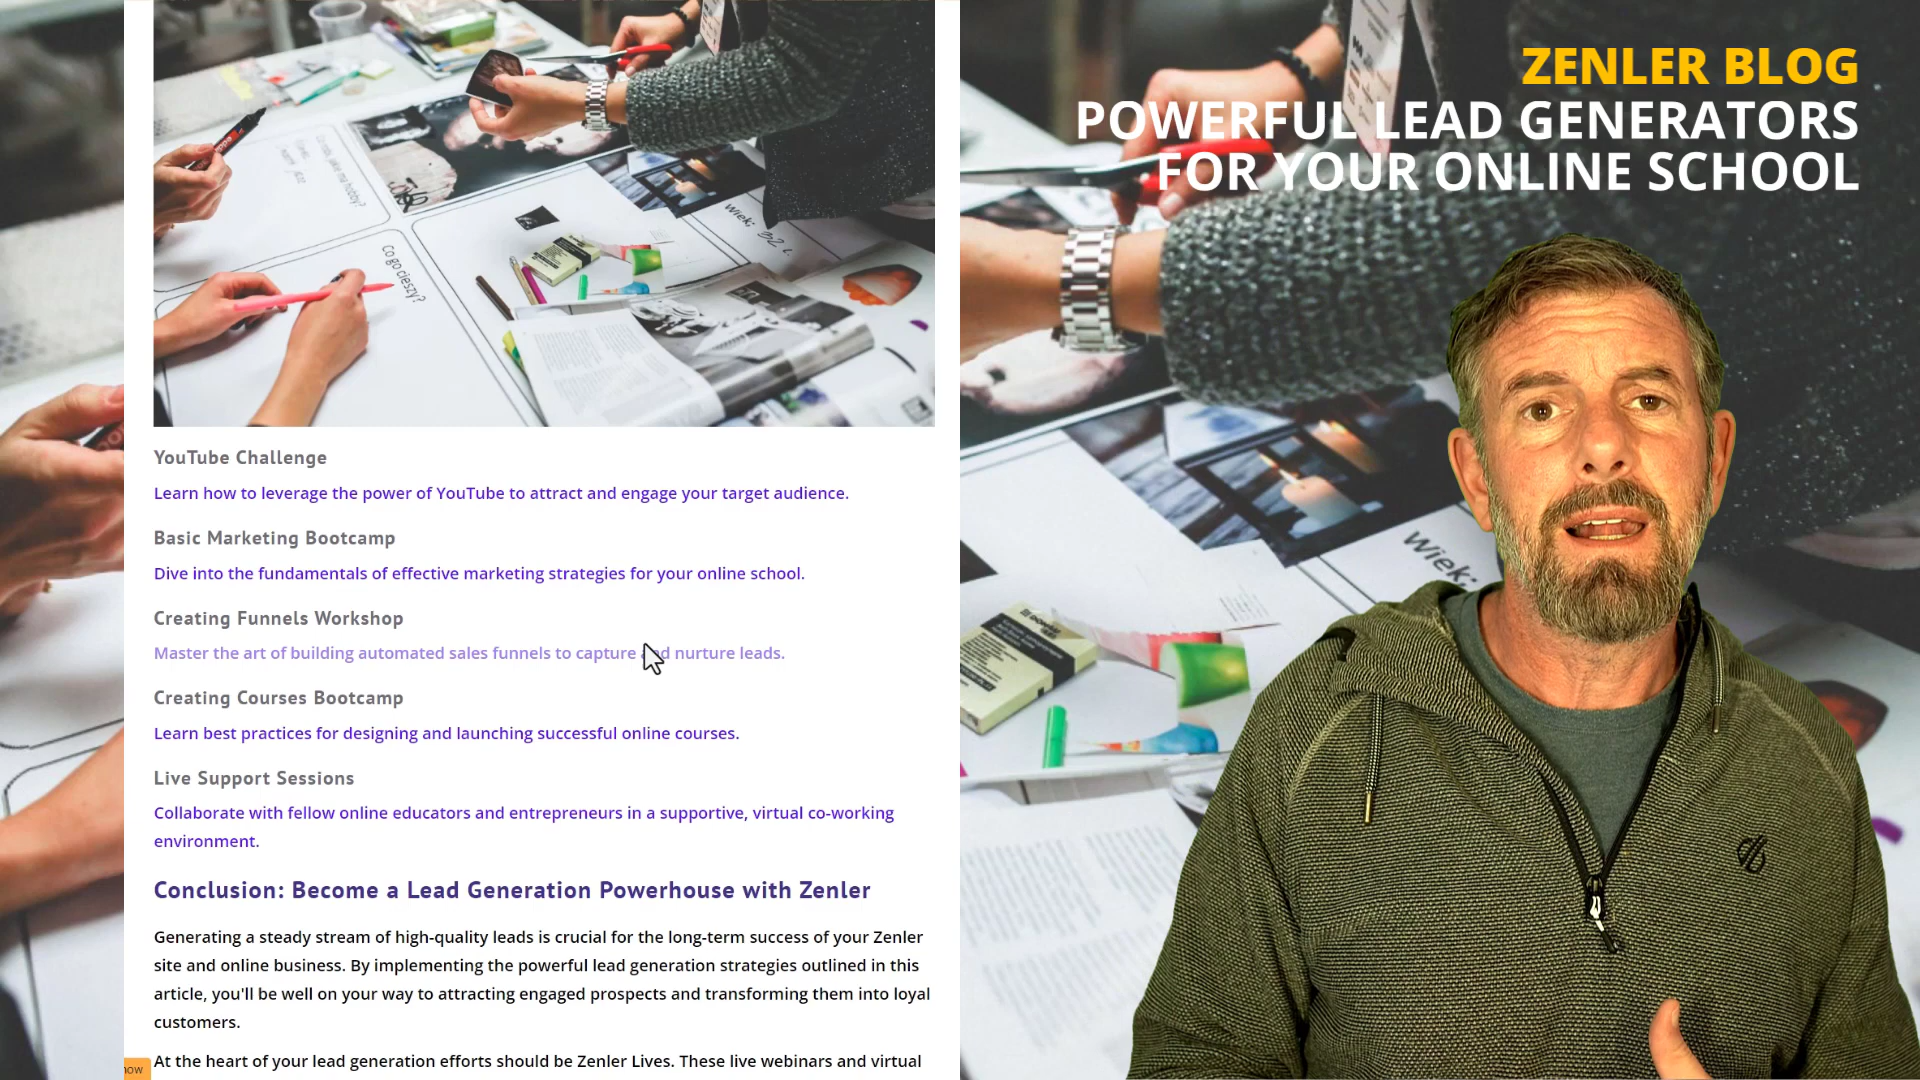 ZENLER BLOG
POWERFUL LEAD GENERATORS
FOR YOUR ONLINE SCHOOL
Co go cieszy?
Wiek: 32 l.
Wiek:
YouTube Challenge
Learn how to leverage the power of YouTube to attract and engage your target audience.
Basic Marketing Bootcamp
Dive into the fundamentals of effective marketing strategies for your online school.
Creating Funnels Workshop
Master the art of building automated sales funnels to capture and nurture leads.
Creating Courses Bootcamp
Learn best practices for designing and launching successful online courses.
Live Support Sessions
Collaborate with fellow online educators and entrepreneurs in a supportive, virtual co-working
environment.
Conclusion: Become a Lead Generation Powerhouse with Zenler
Generating a steady stream of high-quality leads is crucial for the long-term success of your Zenler
site and online business. By implementing the powerful lead generation strategies outlined in this
article, you'll be well on your way to attracting engaged prospects and transforming them into loyal
customers.
At the heart of your lead generation efforts should be Zenler Lives. These live webinars and virtual